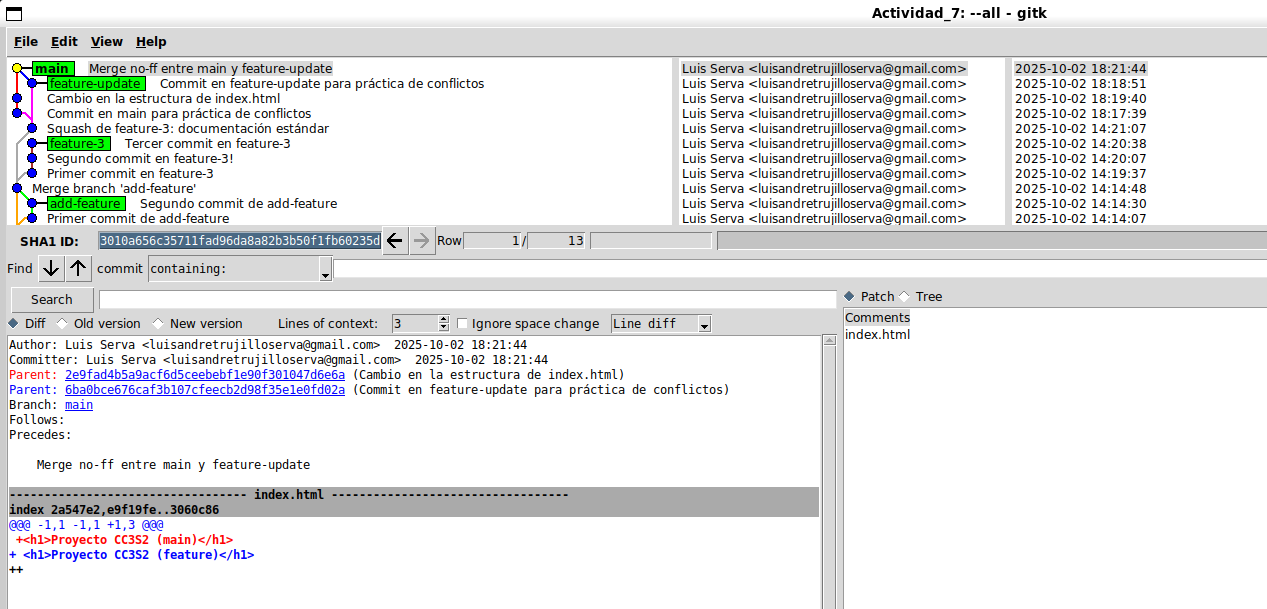 Actividad_7: --all - gitk
File Edit View Help
main Merge no-ff entre main y feature-update Luis Serva <luisandretrujilloserva@gmail.com> 2025-10-02 18:21:44
feature-update Commit en feature-update para práctica de conflictos Luis Serva <luisandretrujilloserva@gmail.com> 2025-10-02 18:18:51
Cambio en la estructura de index.html Luis Serva <luisandretrujilloserva@gmail.com> 2025-10-02 18:19:40
Commit en main para práctica de conflictos Luis Serva <luisandretrujilloserva@gmail.com> 2025-10-02 18:17:39
Squash de feature-3: documentación estándar Luis Serva <luisandretrujilloserva@gmail.com> 2025-10-02 14:21:07
feature-3 Tercer commit en feature-3 Luis Serva <luisandretrujilloserva@gmail.com> 2025-10-02 14:20:38
Segundo commit en feature-3! Luis Serva <luisandretrujilloserva@gmail.com> 2025-10-02 14:20:07
Primer commit en feature-3 Luis Serva <luisandretrujilloserva@gmail.com> 2025-10-02 14:19:37
Merge branch 'add-feature' Luis Serva <luisandretrujilloserva@gmail.com> 2025-10-02 14:14:48
add-feature Segundo commit de add-feature Luis Serva <luisandretrujilloserva@gmail.com> 2025-10-02 14:14:30
Primer commit de add-feature Luis Serva <luisandretrujilloserva@gmail.com> 2025-10-02 14:14:07
SHA1 ID: 3010a656c35711fad96da8a82b3b50f1fb60235d Row 1 / 13
Find commit containing:
Search
Diff Old version New version Lines of context: 3 Ignore space change Line diff
Author: Luis Serva <luisandretrujilloserva@gmail.com> 2025-10-02 18:21:44
Committer: Luis Serva <luisandretrujilloserva@gmail.com> 2025-10-02 18:21:44
Parent: 2e9fad4b5a9acf6d5ceebebf1e90f301047d6e6a (Cambio en la estructura de index.html)
Parent: 6ba0bce676caf3b107cfeecb2d98f35e1e0fd02a (Commit en feature-update para práctica de conflictos)
Branch: main
Follows:
Precedes:
Merge no-ff entre main y feature-update
--------------------------------- index.html ---------------------------------
index 2a547e2,e9f19fe..3060c86
@@@ -1,1 -1,1 +1,3 @@@
+<h1>Proyecto CC3S2 (main)</h1>
+ <h1>Proyecto CC3S2 (feature)</h1>
++
Patch Tree
Comments
index.html